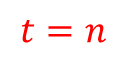 t = n